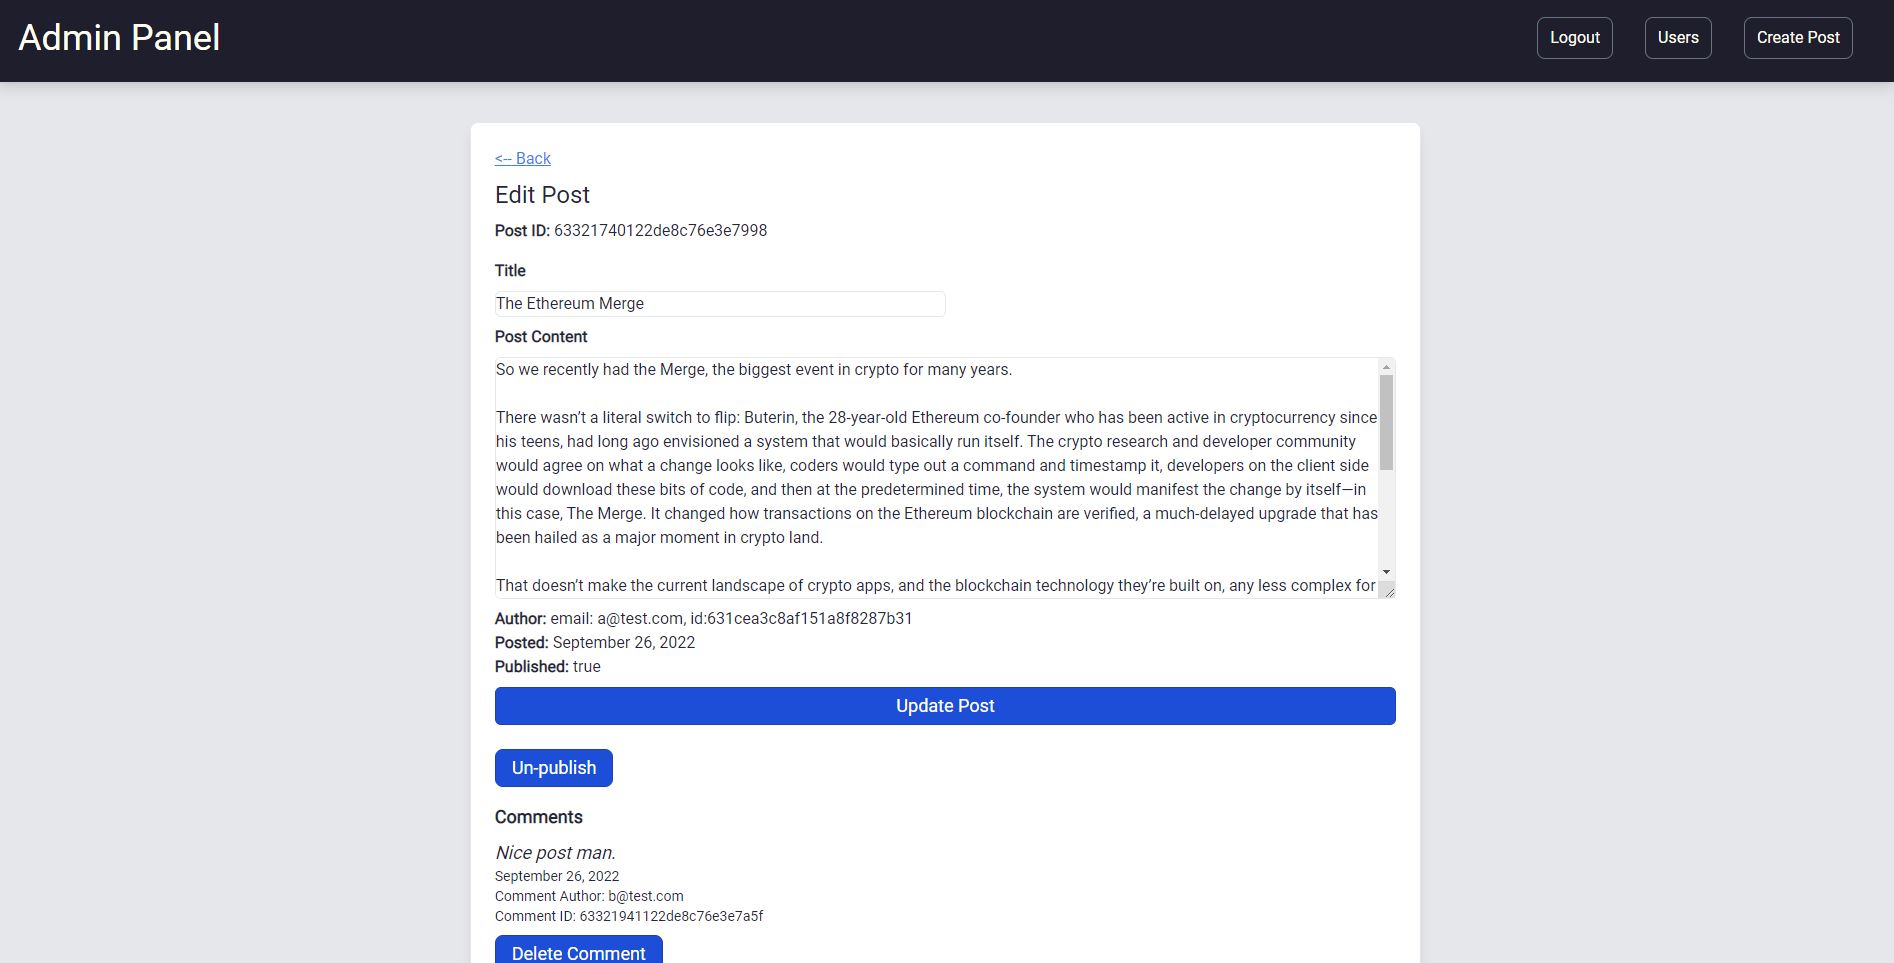 Admin Panel
Logout
Users
Create Post
<-- Back
Edit Post
Post ID: 63321740122de8c76e3e7998
Title
The Ethereum Merge
Post Content
So we recently had the Merge, the biggest event in crypto for many years.
There wasn’t a literal switch to flip: Buterin, the 28-year-old Ethereum co-founder who has been active in cryptocurrency since
his teens, had long ago envisioned a system that would basically run itself. The crypto research and developer community
would agree on what a change looks like, coders would type out a command and timestamp it, developers on the client side
would download these bits of code, and then at the predetermined time, the system would manifest the change by itself—in
this case, The Merge. It changed how transactions on the Ethereum blockchain are verified, a much-delayed upgrade that has
been hailed as a major moment in crypto land.
That doesn’t make the current landscape of crypto apps, and the blockchain technology they’re built on, any less complex for
Author: email: a@test.com, id:631cea3c8af151a8f8287b31
Posted: September 26, 2022
Published: true
Update Post
Un-publish
Comments
Nice post man.
September 26, 2022
Comment Author: b@test.com
Comment ID: 63321941122de8c76e3e7a5f
Delete Comment